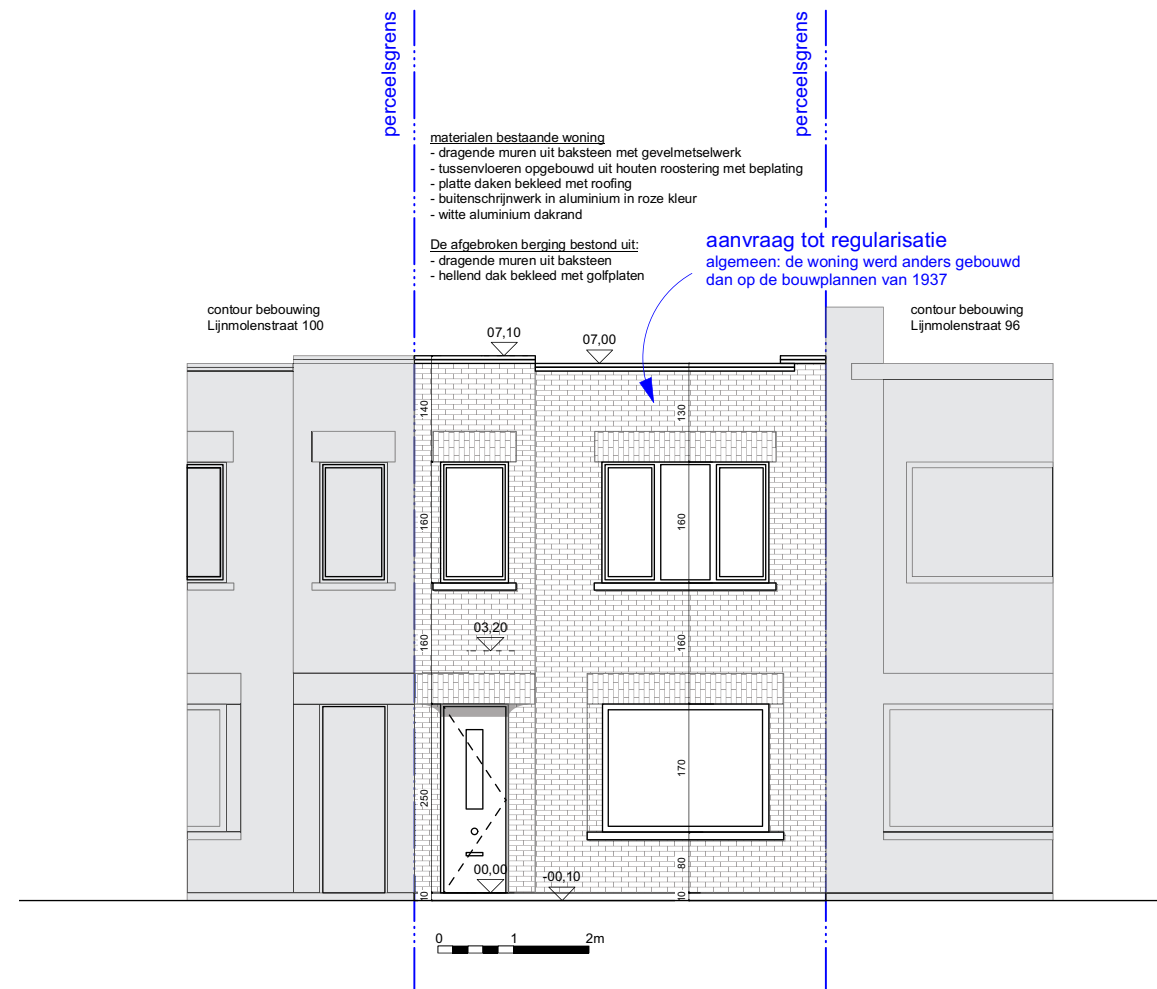 perceelsgrens
perceelsgrens
materialen bestaande woning
- dragende muren uit baksteen met gevelmetselwerk
- tussenvloeren opgebouwd uit houten roostering met beplating
- platte daken bekleed met roofing
- buitenschrijnwerk in aluminium in roze kleur
- witte aluminium dakrand
De afgebroken berging bestond uit:
- dragende muren uit baksteen
- hellend dak bekleed met golfplaten
aanvraag tot regularisatie
algemeen: de woning werd anders gebouwd
dan op de bouwplannen van 1937
contour bebouwing
Lijnmolenstraat 100
contour bebouwing
Lijnmolenstraat 96
07,10
07,00
140
130
160
160
03,20
160
160
250
170
80
00,00
-00,10
10
10
0 1 2m